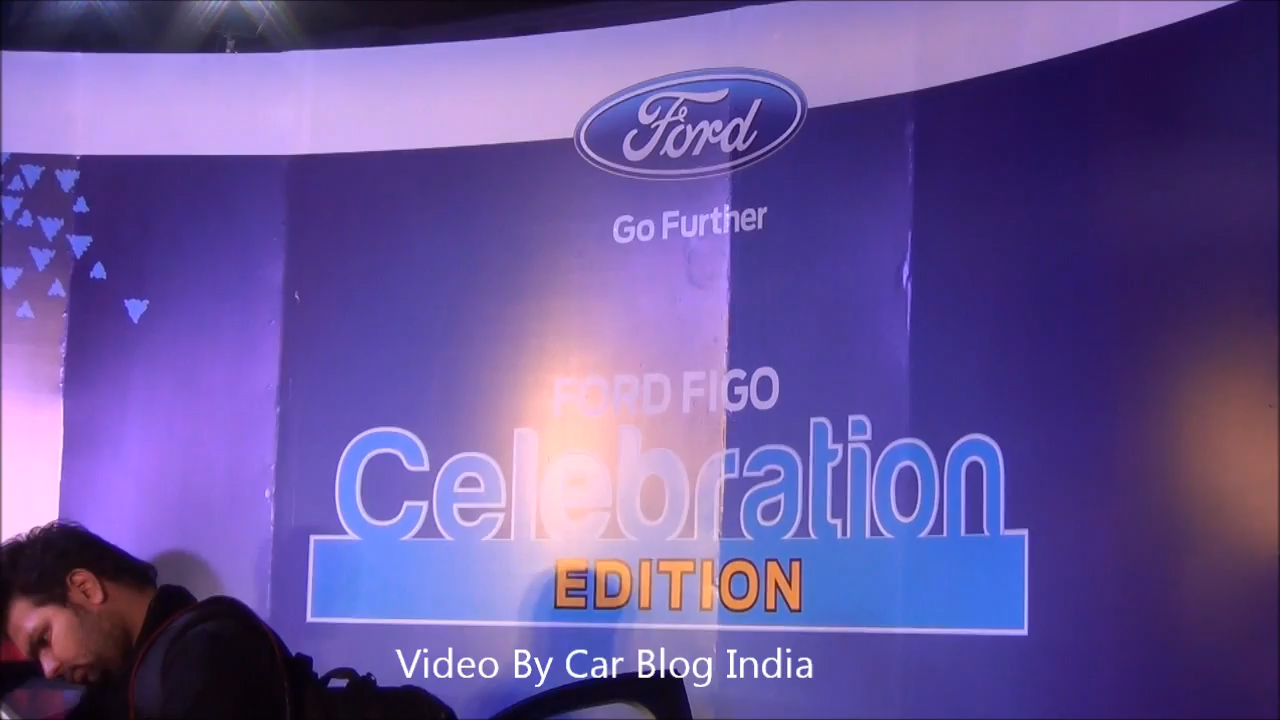 Ford
Go Further
FORD FIGO
Celebration
EDITION
Video By Car Blog India